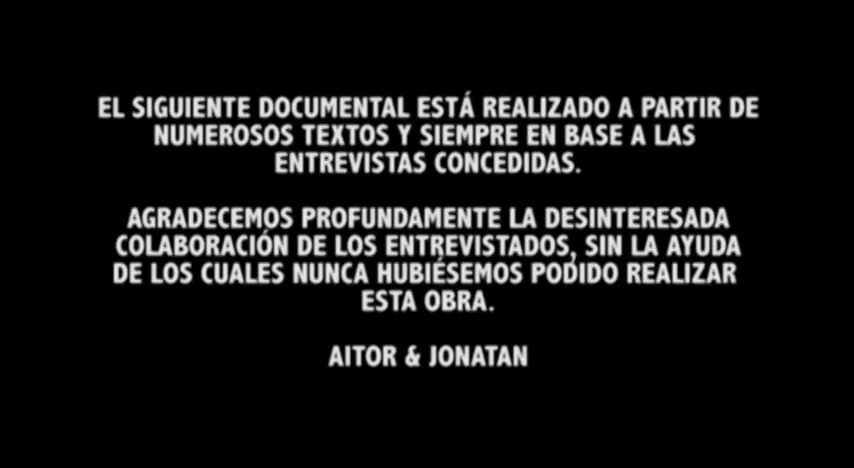 EL SIGUIENTE DOCUMENTAL ESTÁ REALIZADO A PARTIR DE
NUMEROSOS TEXTOS Y SIEMPRE EN BASE A LAS
ENTREVISTAS CONCEDIDAS.
AGRADECEMOS PROFUNDAMENTE LA DESINTERESADA
COLABORACIÓN DE LOS ENTREVISTADOS, SIN LA AYUDA
DE LOS CUALES NUNCA HUBIÉSEMOS PODIDO REALIZAR
ESTA OBRA.
AITOR & JONATAN